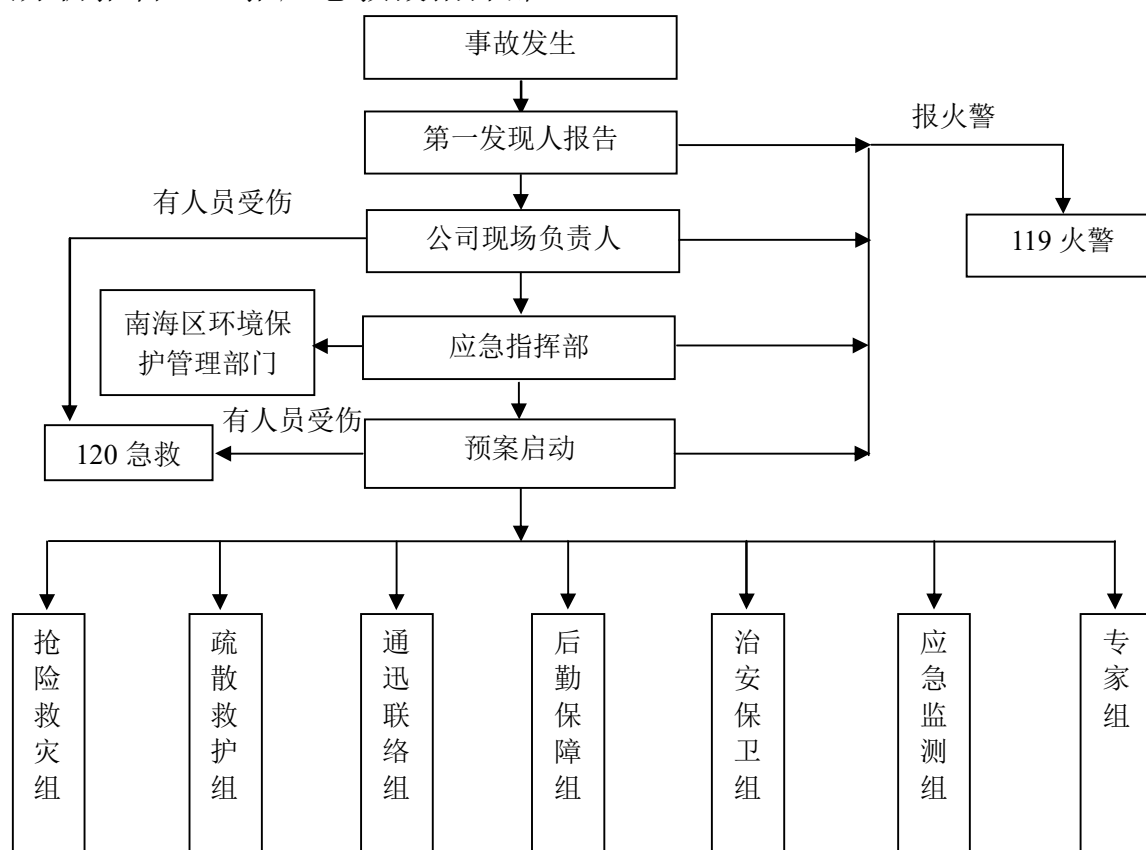 事故发生
报火警
第一发现人报告
有人员受伤
公司现场负责人
119 火警
南海区环境保
护管理部门
应急指挥部
有人员受伤
预案启动
120 急救
抢险救灾组
疏散救护组
通迅联络组
后勤保障组
治安保卫组
应急监测组
专家组